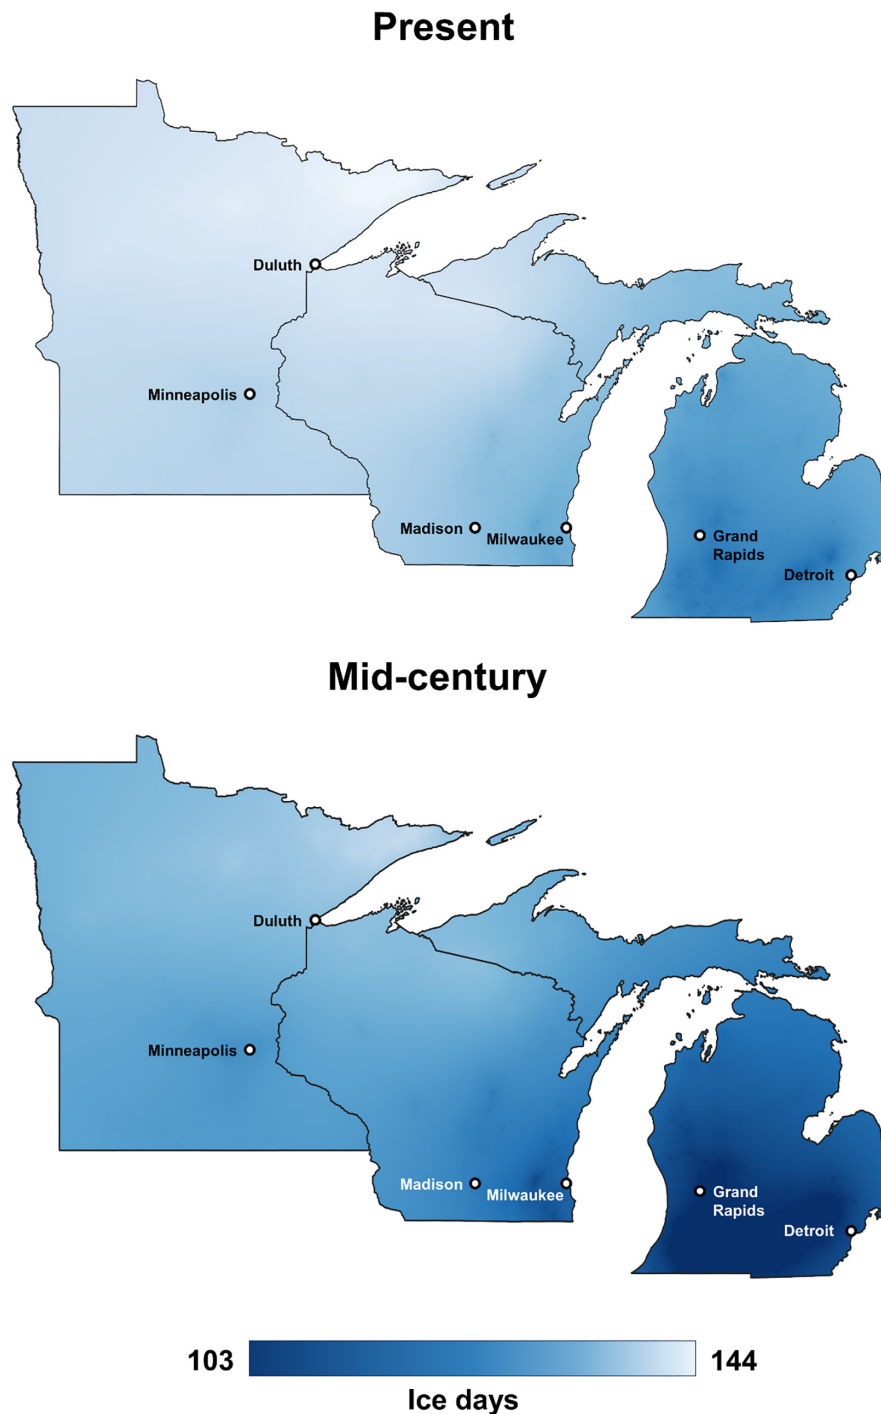 Present
Duluth
Minneapolis
Madison
Milwaukee
Grand
Rapids
Detroit
Mid-century
Duluth
Minneapolis
Madison
Milwaukee
Grand
Rapids
Detroit
103
144
Ice days